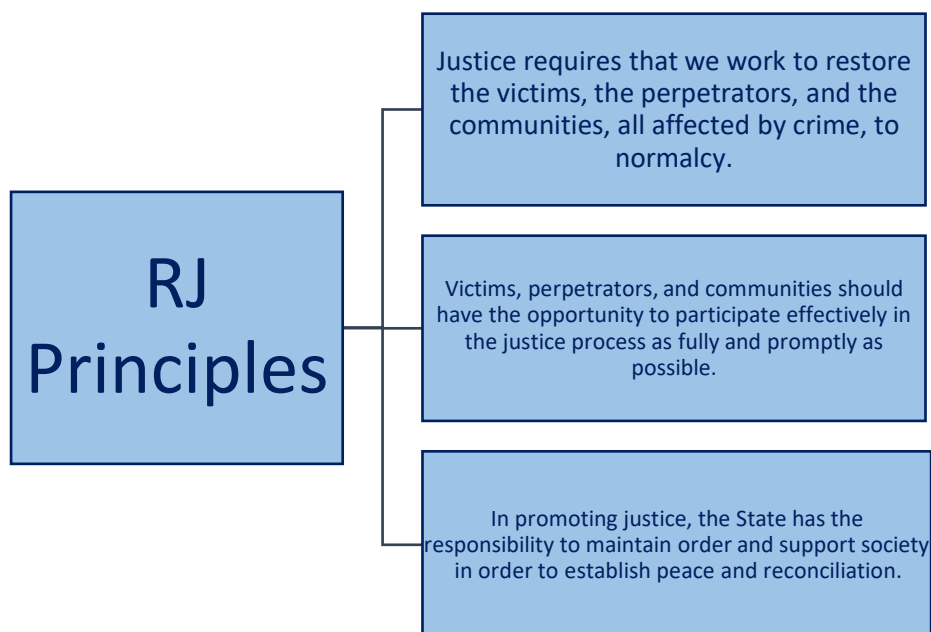 RJ
Principles
Justice requires that we work to restore
the victims, the perpetrators, and the
communities, all affected by crime, to
normalcy.
Victims, perpetrators, and communities should
have the opportunity to participate effectively in
the justice process as fully and promptly as
possible.
In promoting justice, the State has the
responsibility to maintain order and support society
in order to establish peace and reconciliation.